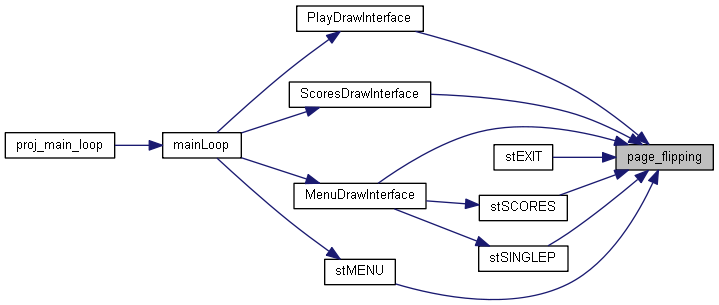 PlayDrawInterface
ScoresDrawInterface
proj_main_loop
mainLoop
stEXIT
page_flipping
MenuDrawInterface
stSCORES
stSINGLEP
stMENU